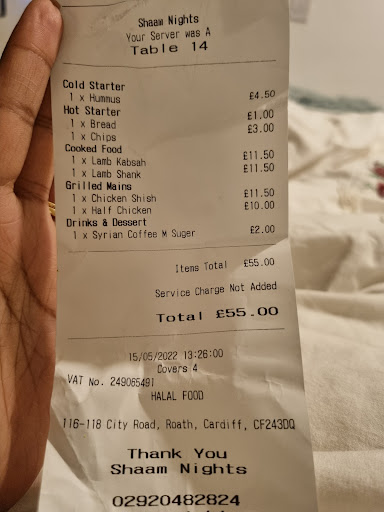 Shaam Nights
Your Server was A
Table 14
Cold Starter
1 x Hummus £4.50
Hot Starter
1 x Bread £1.00
1 x Chips £3.00
Cooked Food
1 x Lamb Kabsah £11.50
1 x Lamb Shank £11.50
Grilled Mains
1 x Chicken Shish £11.50
1 x Half Chicken £10.00
Drinks & Dessert
1 x Syrian Coffee M Suger £2.00
Items Total £55.00
Service Charge Not Added
Total £55.00
15/05/2022 13:26:00
Covers 4
VAT No. 249065491
HALAL FOOD
116-118 City Road, Roath, Cardiff, CF243DQ
Thank You
Shaam Nights
02920482824